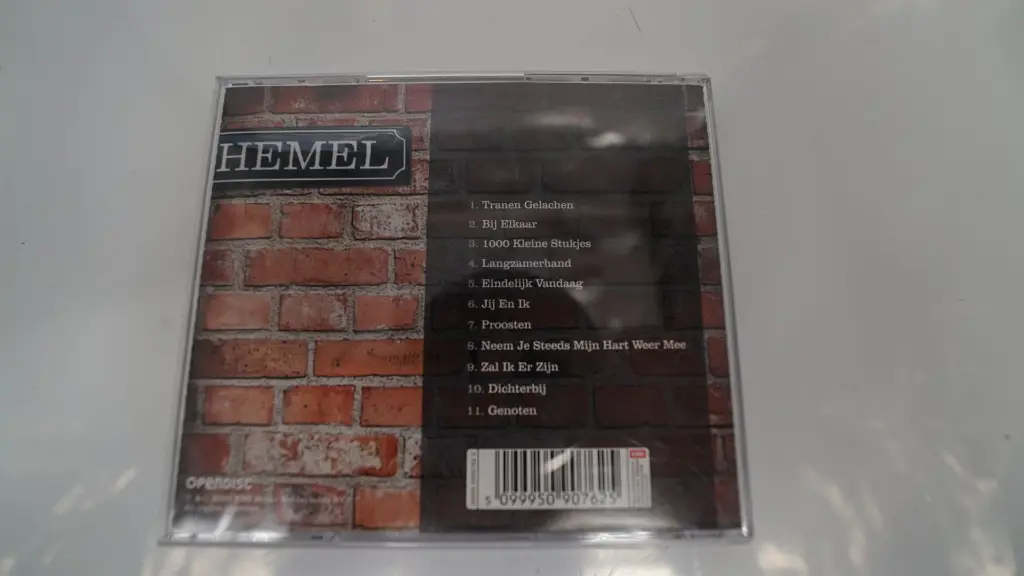 HEMEL
1. Tranen Gelachen
2. Bij Elkaar
3. 1000 Kleine Stukjes
4. Langzamerhand
5. Eindelijk Vandaag
6. Jij En Ik
7. Proosten
8. Neem Je Steeds Mijn Hart Weer Mee
9. Zal Ik Er Zijn
10. Dichterbij
11. Genoten
OPENDISC
5 099950 907625